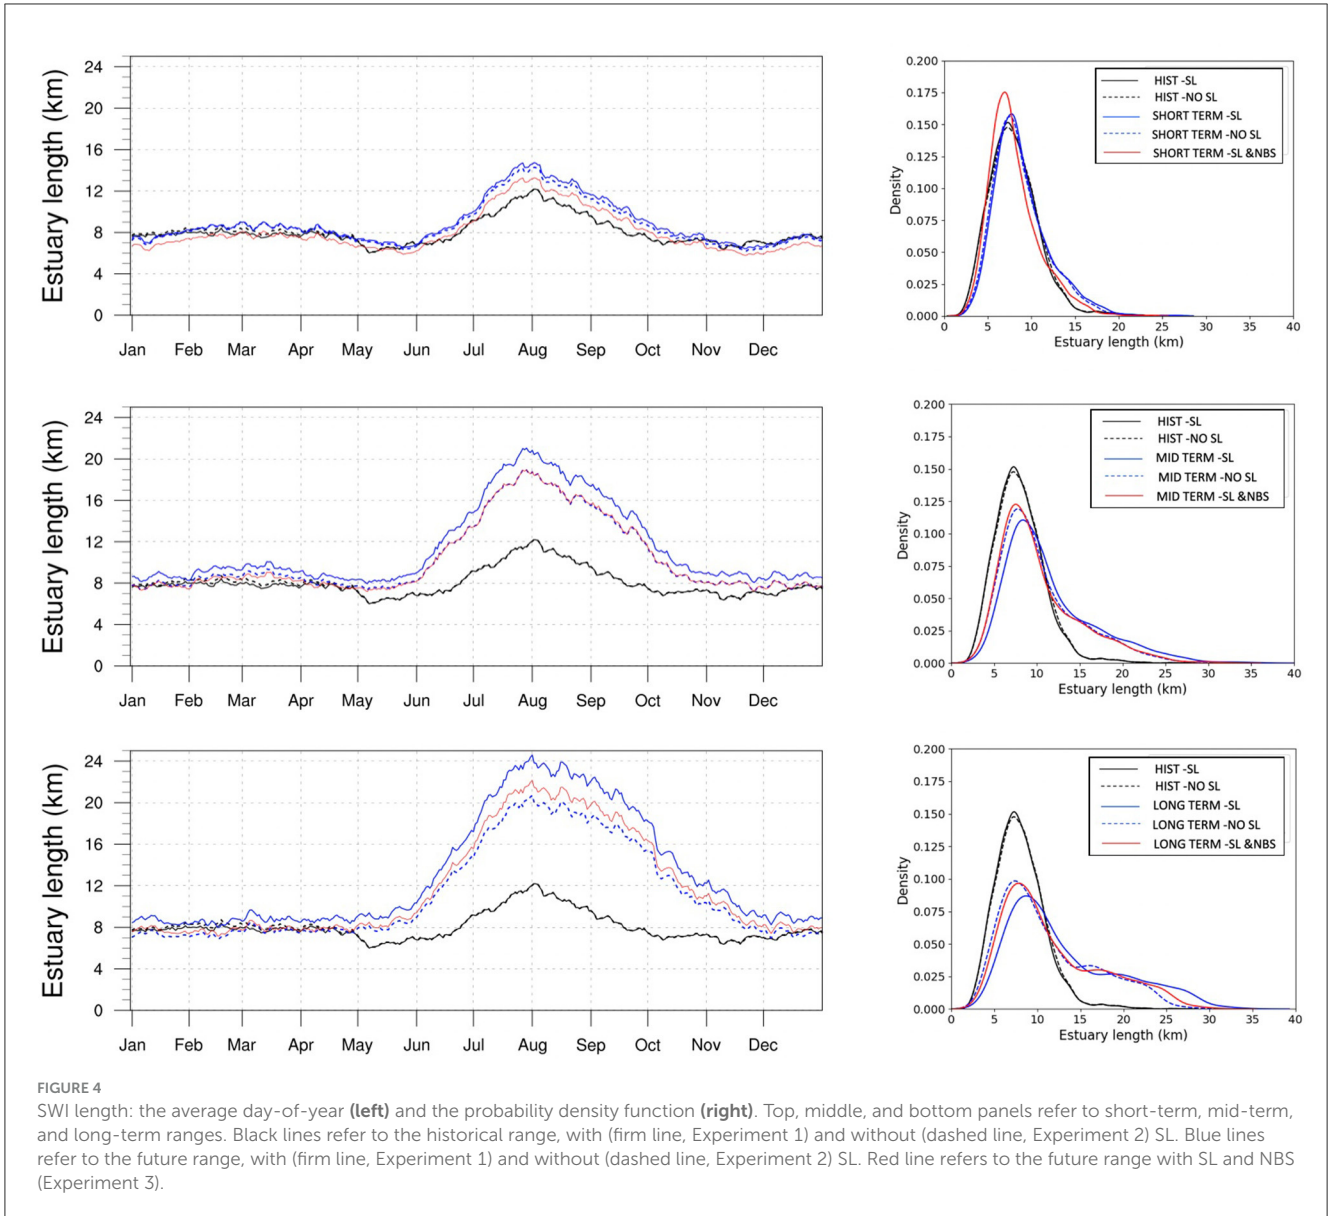 Estuary length (km)
24
20
16
12
8
4
0
Jan Feb Mar Apr May Jun Jul Aug Sep Oct Nov Dec
Density
0.200
0.175
0.150
0.125
0.100
0.075
0.050
0.025
0.000
HIST -SL
HIST -NO SL
SHORT TERM -SL
SHORT TERM -NO SL
SHORT TERM -SL &NBS
0 5 10 15 20 25 30 35 40
Estuary length (km)
Estuary length (km)
24
20
16
12
8
4
0
Jan Feb Mar Apr May Jun Jul Aug Sep Oct Nov Dec
Density
0.200
0.175
0.150
0.125
0.100
0.075
0.050
0.025
0.000
HIST -SL
HIST -NO SL
MID TERM -SL
MID TERM -NO SL
MID TERM -SL &NBS
0 5 10 15 20 25 30 35 40
Estuary length (km)
Estuary length (km)
24
20
16
12
8
4
0
Jan Feb Mar Apr May Jun Jul Aug Sep Oct Nov Dec
Density
0.200
0.175
0.150
0.125
0.100
0.075
0.050
0.025
0.000
HIST -SL
HIST -NO SL
LONG TERM -SL
LONG TERM -NO SL
LONG TERM -SL &NBS
0 5 10 15 20 25 30 35 40
Estuary length (km)
FIGURE 4
SWI length: the average day-of-year (left) and the probability density function (right). Top, middle, and bottom panels refer to short-term, mid-term,
and long-term ranges. Black lines refer to the historical range, with (firm line, Experiment 1) and without (dashed line, Experiment 2) SL. Blue lines
refer to the future range, with (firm line, Experiment 1) and without (dashed line, Experiment 2) SL. Red line refers to the future range with SL and NBS
(Experiment 3).